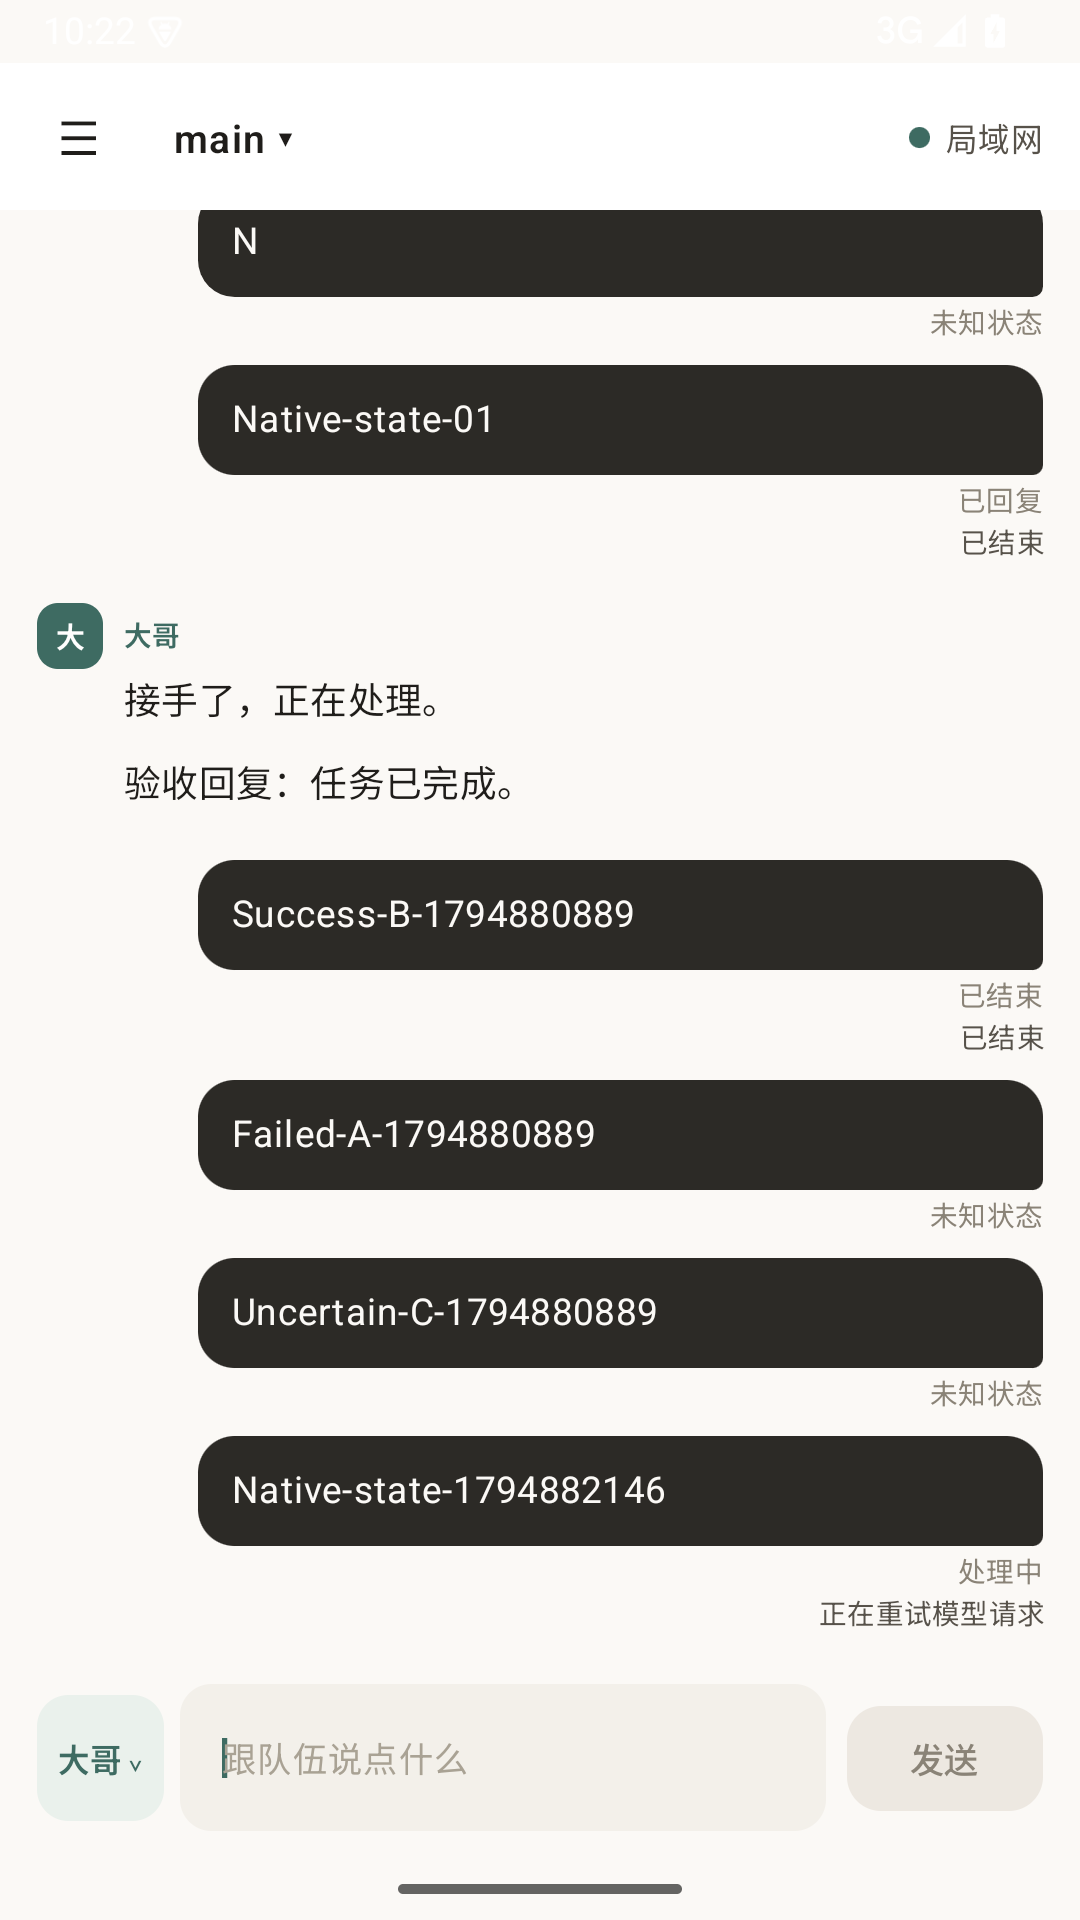 10:22 3G
main ▾ 局域网
N
未知状态
Native-state-01
已回复
已结束
大 大哥
接手了，正在处理。
验收回复：任务已完成。
Success-B-1794880889
已结束
已结束
Failed-A-1794880889
未知状态
Uncertain-C-1794880889
未知状态
Native-state-1794882146
处理中
正在重试模型请求
大哥 跟队伍说点什么 发送